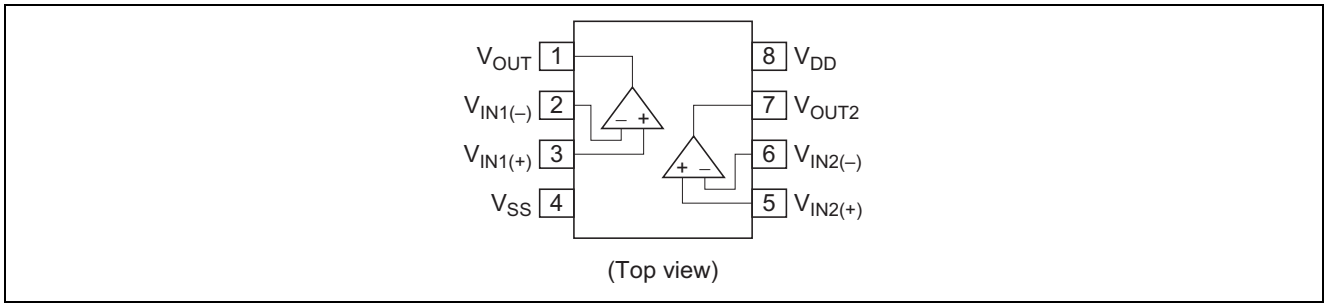 V_OUT 1 8 V_DD
V_IN1(–) 2 – + 7 V_OUT2
V_IN1(+) 3 + – 6 V_IN2(–)
V_SS 4 5 V_IN2(+)
(Top view)